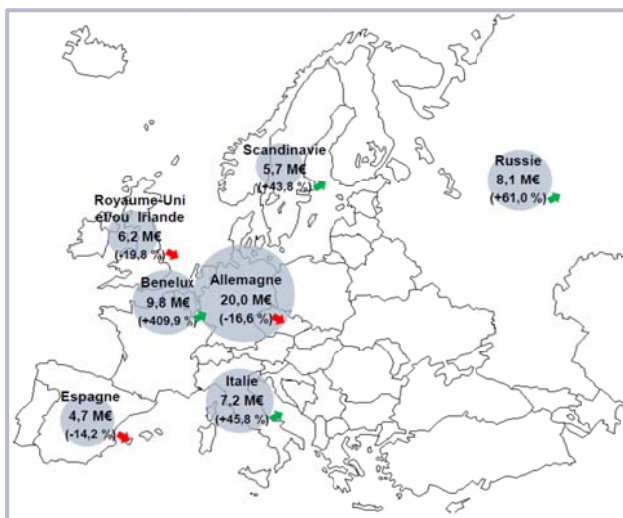 Scandinavie
5,7 M€
(+43,8 %)
Russie
8,1 M€
(+61,0 %)
Royaume-Uni
et/ou Irlande
6,2 M€
(-19,8 %)
Benelux
9,8 M€
(+409,9 %)
Allemagne
20,0 M€
(-16,6 %)
Italie
7,2 M€
(+45,8 %)
Espagne
4,7 M€
(-14,2 %)